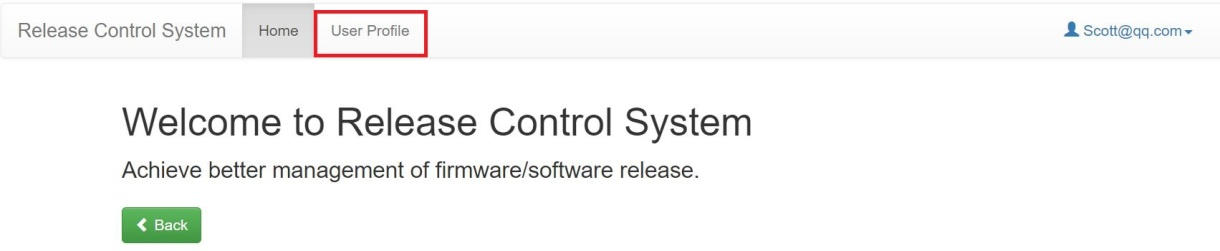 Release Control System Home User Profile Scott@qq.com
Welcome to Release Control System
Achieve better management of firmware/software release.
Back